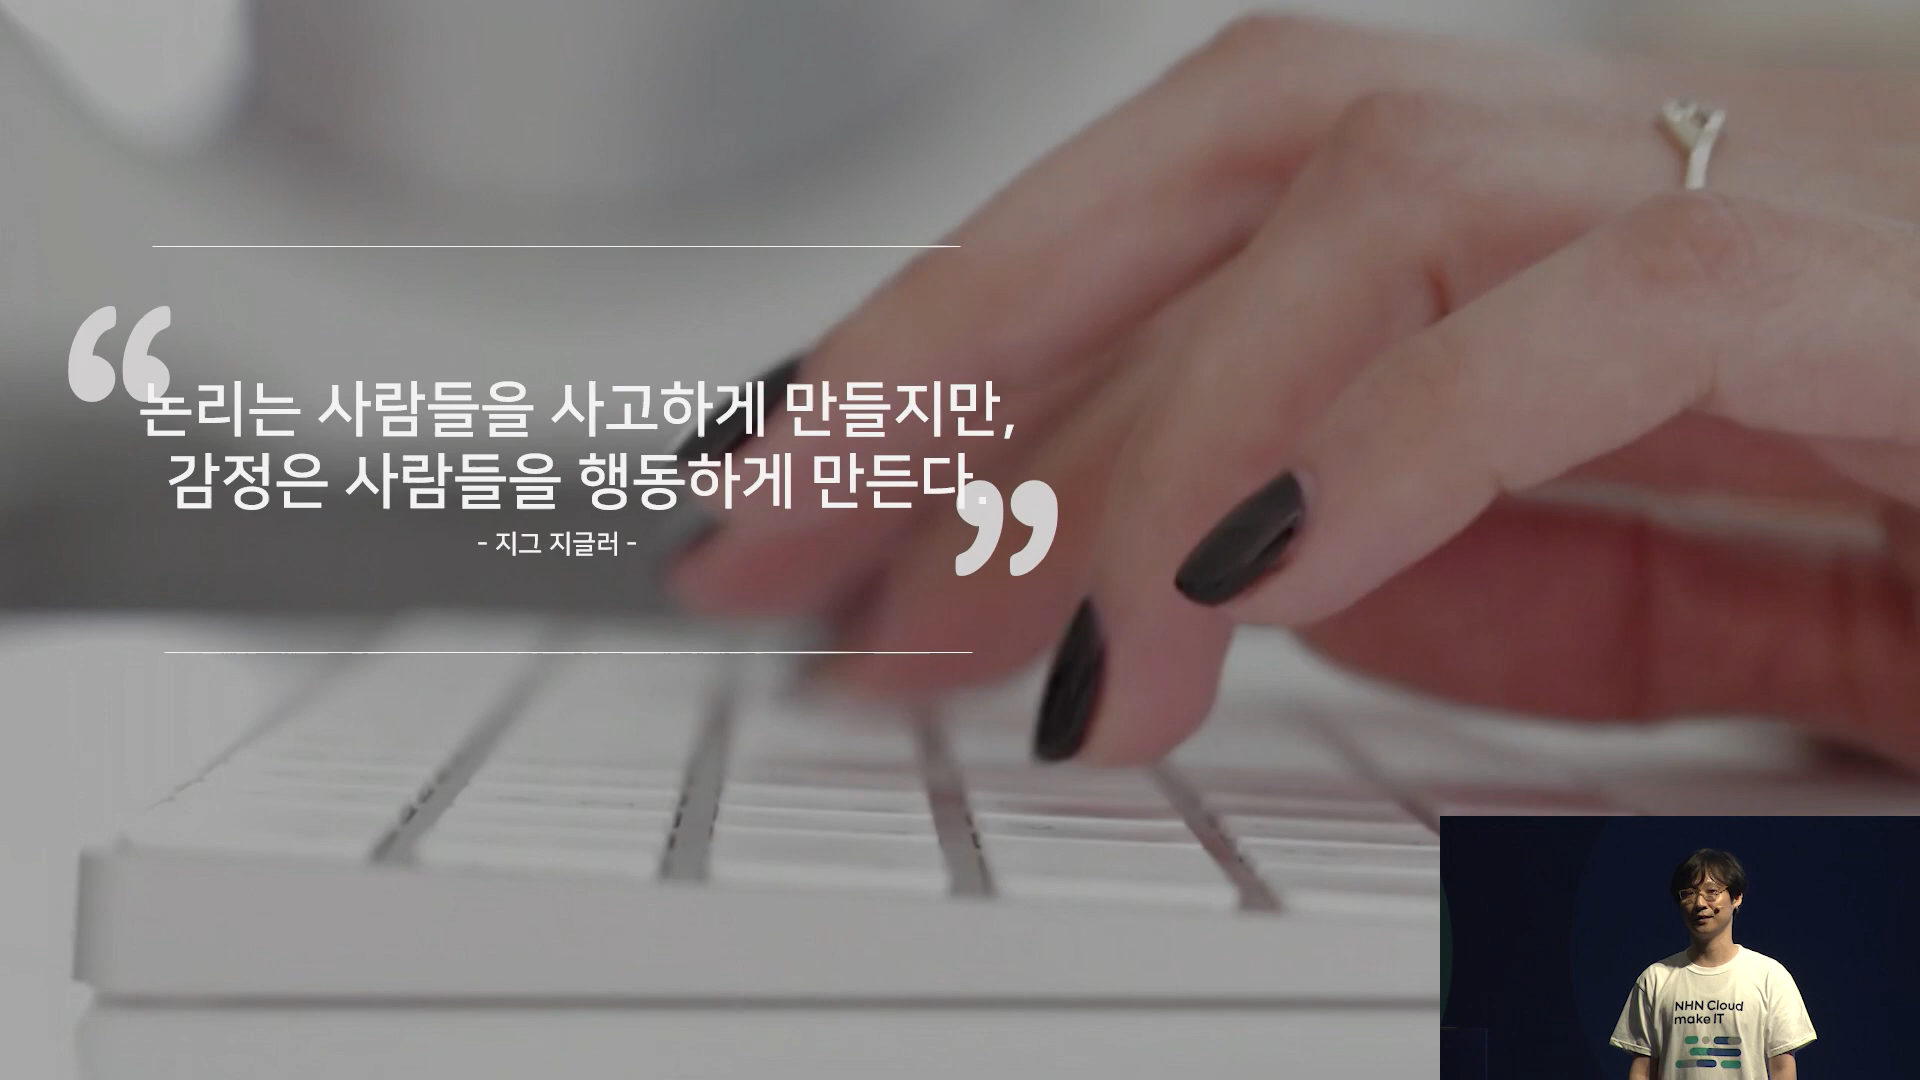 “
논리는 사람들을 사고하게 만들지만,
감정은 사람들을 행동하게 만든다.
”
- 지그 지글러 -
NHN Cloud
make IT